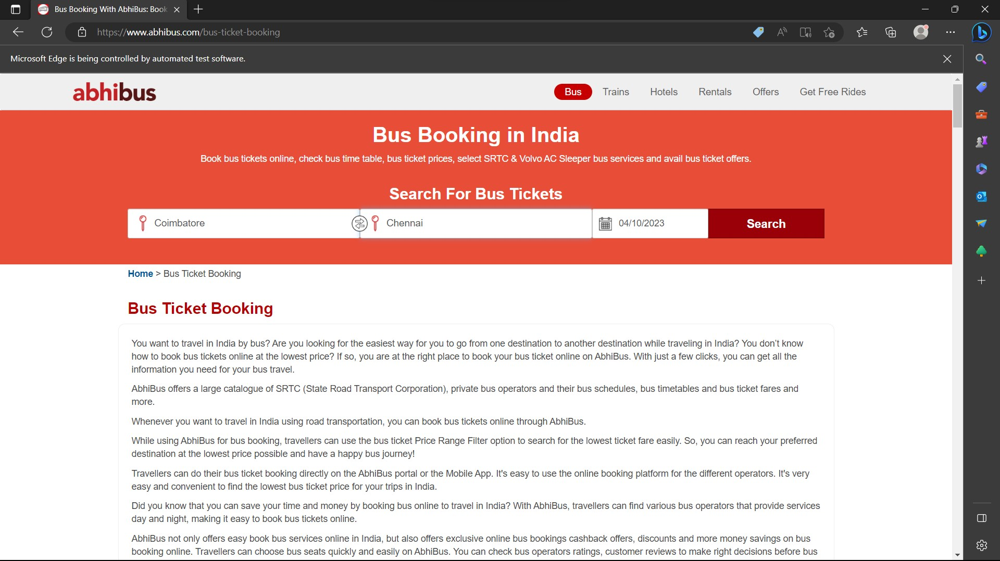 Bus Booking With AbhiBus: Book
https://www.abhibus.com/bus-ticket-booking
Microsoft Edge is being controlled by automated test software.
abhibus
Bus Trains Hotels Rentals Offers Get Free Rides
Bus Booking in India
Book bus tickets online, check bus time table, bus ticket prices, select SRTC & Volvo AC Sleeper bus services and avail bus ticket offers.
Search For Bus Tickets
Coimbatore Chennai 04/10/2023 Search
Home > Bus Ticket Booking
Bus Ticket Booking
You want to travel in India by bus? Are you looking for the easiest way for you to go from one destination to another destination while traveling in India? You don't know
how to book bus tickets online at the lowest price? If so, you are at the right place to book your bus ticket online on AbhiBus. With just a few clicks, you can get all the
information you need for your bus travel.
AbhiBus offers a large catalogue of SRTC (State Road Transport Corporation), private bus operators and their bus schedules, bus timetables and bus ticket fares and
more.
Whenever you want to travel in India using road transportation, you can book bus tickets online through AbhiBus.
While using AbhiBus for bus booking, travellers can use the bus ticket Price Range Filter option to search for the lowest ticket fare easily. So, you can reach your preferred
destination at the lowest price possible and have a happy bus journey!
Travellers can do their bus ticket booking directly on the AbhiBus portal or the Mobile App. It's easy to use the online booking platform for the different operators. It's very
easy and convenient to find the lowest bus ticket price for your trips in India.
Did you know that you can save your time and money by booking bus online to travel in India? With AbhiBus, travellers can find various bus operators that provide services
day and night, making it easy to book bus tickets online.
AbhiBus not only offers easy book bus services online in India, but also offers exclusive online bus bookings cashback offers, discounts and more money savings on bus
booking online. Travellers can choose bus seats quickly and easily on AbhiBus. You can check bus operators ratings, customer reviews to make right decisions before bus